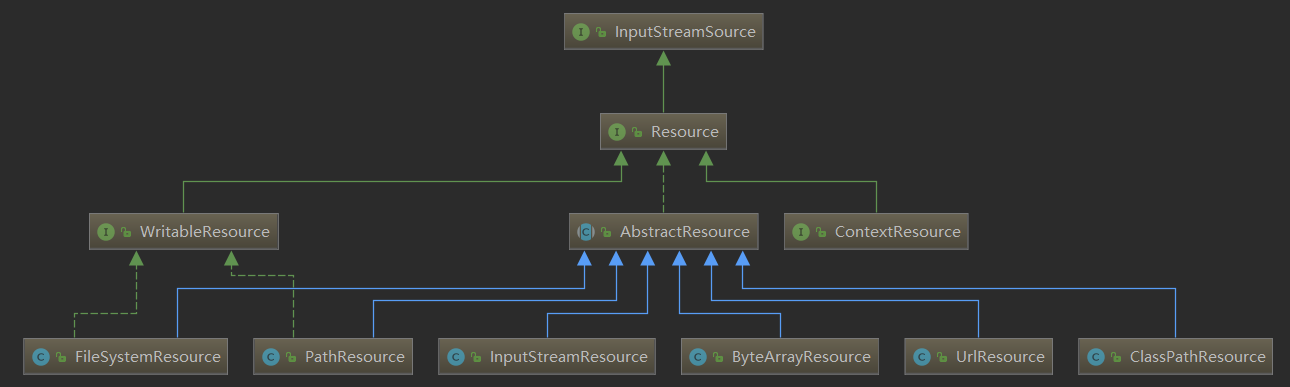 I InputStreamSource
I Resource
I WritableResource
C AbstractResource
I ContextResource
C FileSystemResource
C PathResource
C InputStreamResource
C ByteArrayResource
C UrlResource
C ClassPathResource